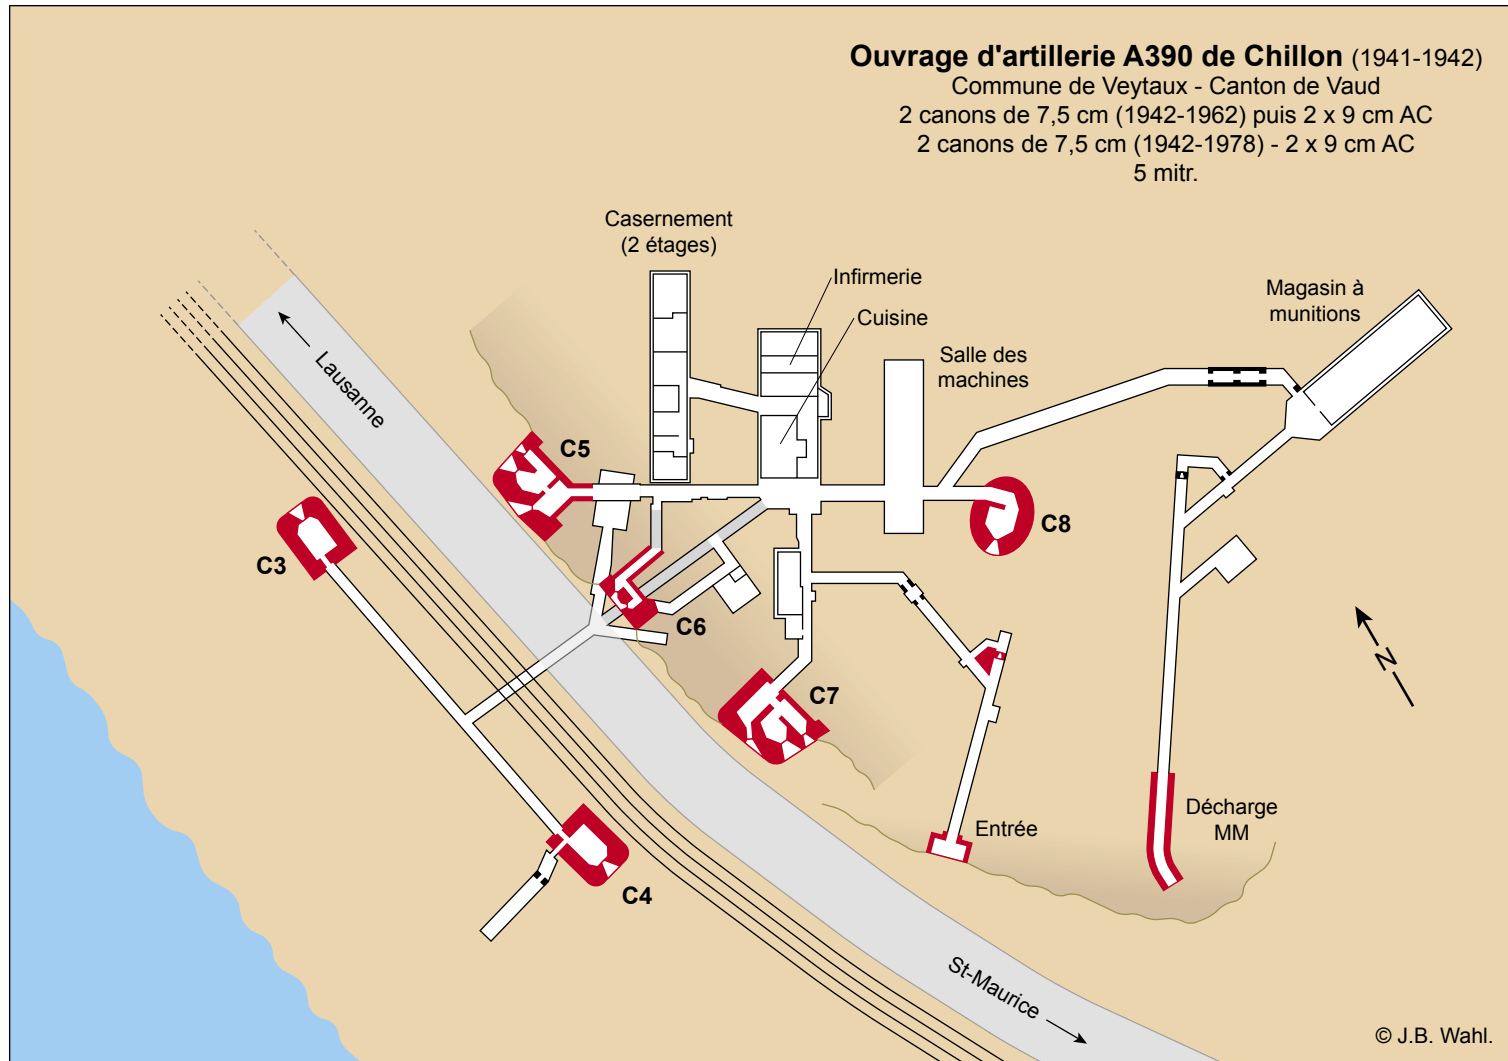 Ouvrage d'artillerie A390 de Chillon (1941-1942)
Commune de Veytaux - Canton de Vaud
2 canons de 7,5 cm (1942-1962) puis 2 x 9 cm AC
2 canons de 7,5 cm (1942-1978) - 2 x 9 cm AC
5 mitr.
Casernement
(2 étages)
Infirmerie
Cuisine
Salle des
machines
Magasin à
munitions
Lausanne
C5
C3
C8
C6
C7
N
Entrée
Décharge
MM
C4
St-Maurice
© J.B. Wahl.